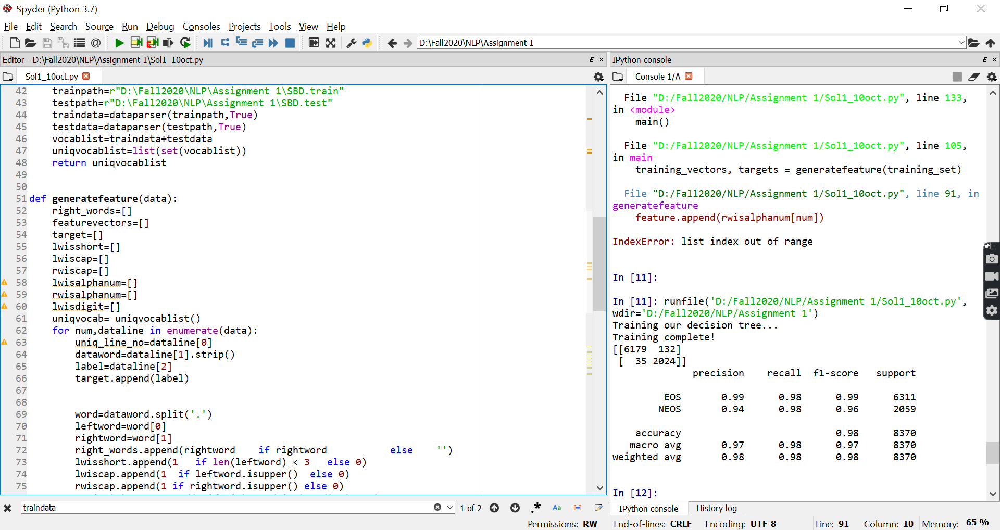 Spyder (Python 3.7)
File Edit Search Source Run Debug Consoles Projects Tools View Help
D:\Fall2020\NLP\Assignment 1
Editor - D:\Fall2020\NLP\Assignment 1\Sol1_10oct.py
Sol1_10oct.py
42 trainpath=r"D:\Fall2020\NLP\Assignment 1\SBD.train"
43 testpath=r"D:\Fall2020\NLP\Assignment 1\SBD.test"
44 traindata=dataparser(trainpath,True)
45 testdata=dataparser(testpath,True)
46 vocablist=traindata+testdata
47 uniqvocablist=list(set(vocablist))
48 return uniqvocablist
49
50
51 def generatefeature(data):
52 right_words=[]
53 featurevectors=[]
54 target=[]
55 lwisshort=[]
56 lwiscap=[]
57 rwiscap=[]
58 lwisalphanum=[]
59 rwisalphanum=[]
60 lwisdigit=[]
61 uniqvocab= uniqvocablist()
62 for num,dataline in enumerate(data):
63 uniq_line_no=dataline[0]
64 dataword=dataline[1].strip()
65 label=dataline[2]
66 target.append(label)
67
68
69 word=dataword.split('.')
70 leftword=word[0]
71 rightword=word[1]
72 right_words.append(rightword if rightword else '')
73 lwisshort.append(1 if len(leftword) < 3 else 0)
74 lwiscap.append(1 if leftword.isupper() else 0)
75 rwiscap.append(1 if rightword.isupper() else 0)
traindata
1 of 2
.*
Aa
IPython console
Console 1/A
File "D:/Fall2020/NLP/Assignment 1/Sol1_10oct.py", line 133,
in <module>
main()
File "D:/Fall2020/NLP/Assignment 1/Sol1_10oct.py", line 105,
in main
training_vectors, targets = generatefeature(training_set)
File "D:/Fall2020/NLP/Assignment 1/Sol1_10oct.py", line 91, in
generatefeature
feature.append(rwisalphanum[num])
IndexError: list index out of range
In [11]:
In [11]: runfile('D:/Fall2020/NLP/Assignment 1/Sol1_10oct.py',
wdir='D:/Fall2020/NLP/Assignment 1')
Training our decision tree...
Training complete!
[[6179 132]
[ 35 2024]]
precision recall f1-score support
EOS 0.99 0.98 0.99 6311
NEOS 0.94 0.98 0.96 2059
accuracy 0.98 8370
macro avg 0.97 0.98 0.97 8370
weighted avg 0.98 0.98 0.98 8370
In [12]:
IPython console History log
Permissions: RW End-of-lines: CRLF Encoding: UTF-8 Line: 91 Column: 10 Memory: 65 %